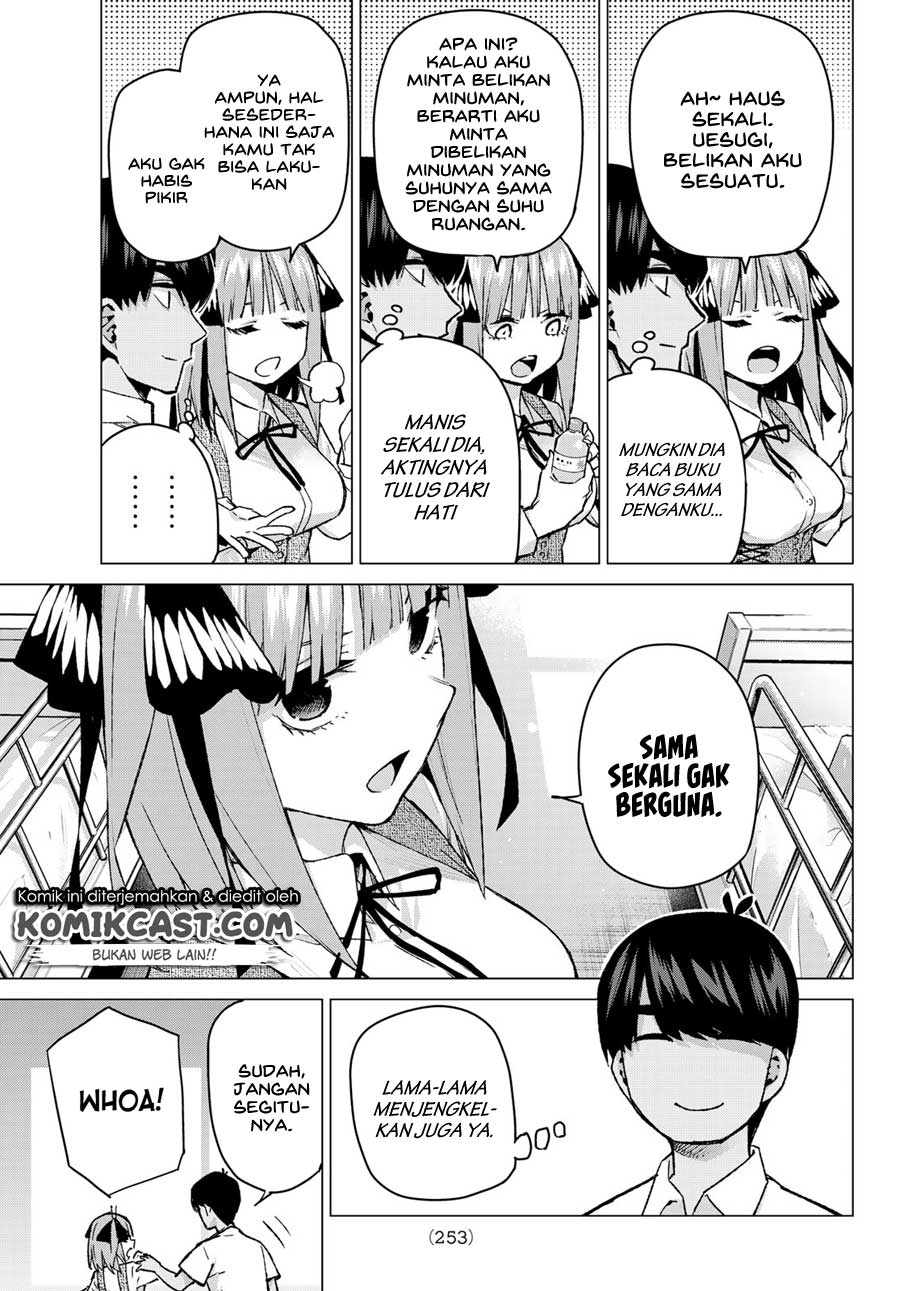 AH~ HAUS
SEKALI.
UESUGI,
BELIKAN AKU
SESUATU.
MUNGKIN DIA
BACA BUKU
YANG SAMA
DENGANKU...
APA INI?
KALAU AKU
MINTA BELIKAN
MINUMAN,
BERARTI AKU
MINTA
DIBELIKAN
MINUMAN YANG
SUHUNYA SAMA
DENGAN SUHU
RUANGAN.
MANIS
SEKALI DIA,
AKTINGNYA
TULUS DARI
HATI
YA
AMPUN, HAL
SESEDER-
HANA INI SAJA
KAMU TAK
BISA LAKU-
KAN
AKU GAK
HABIS
PIKIR
SAMA
SEKALI GAK
BERGUNA.
Komik ini diterjemahkan & diedit oleh
KOMIKCAST.COM
BUKAN WEB LAIN!!
LAMA-LAMA
MENJENGKEL-
KAN JUGA YA.
SUDAH,
JANGAN
SEGITU-
NYA.
WHOA!
(253)